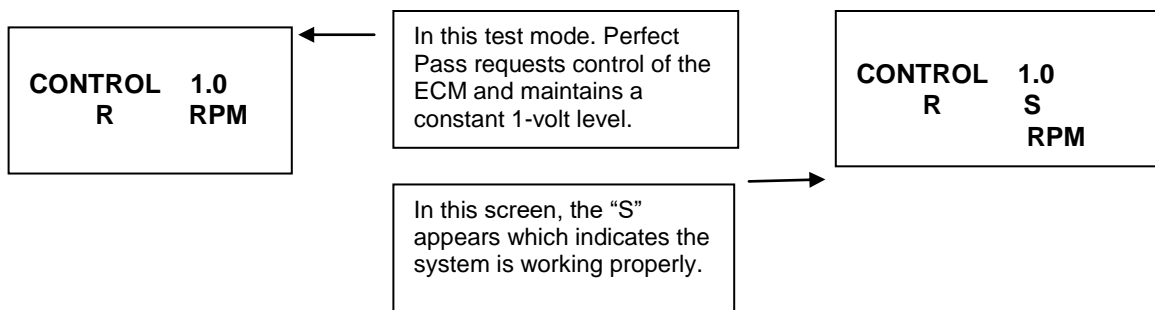 CONTROL 1.0
R RPM
In this test mode. Perfect
Pass requests control of the
ECM and maintains a
constant 1-volt level.
CONTROL 1.0
R S
RPM
In this screen, the “S”
appears which indicates the
system is working properly.